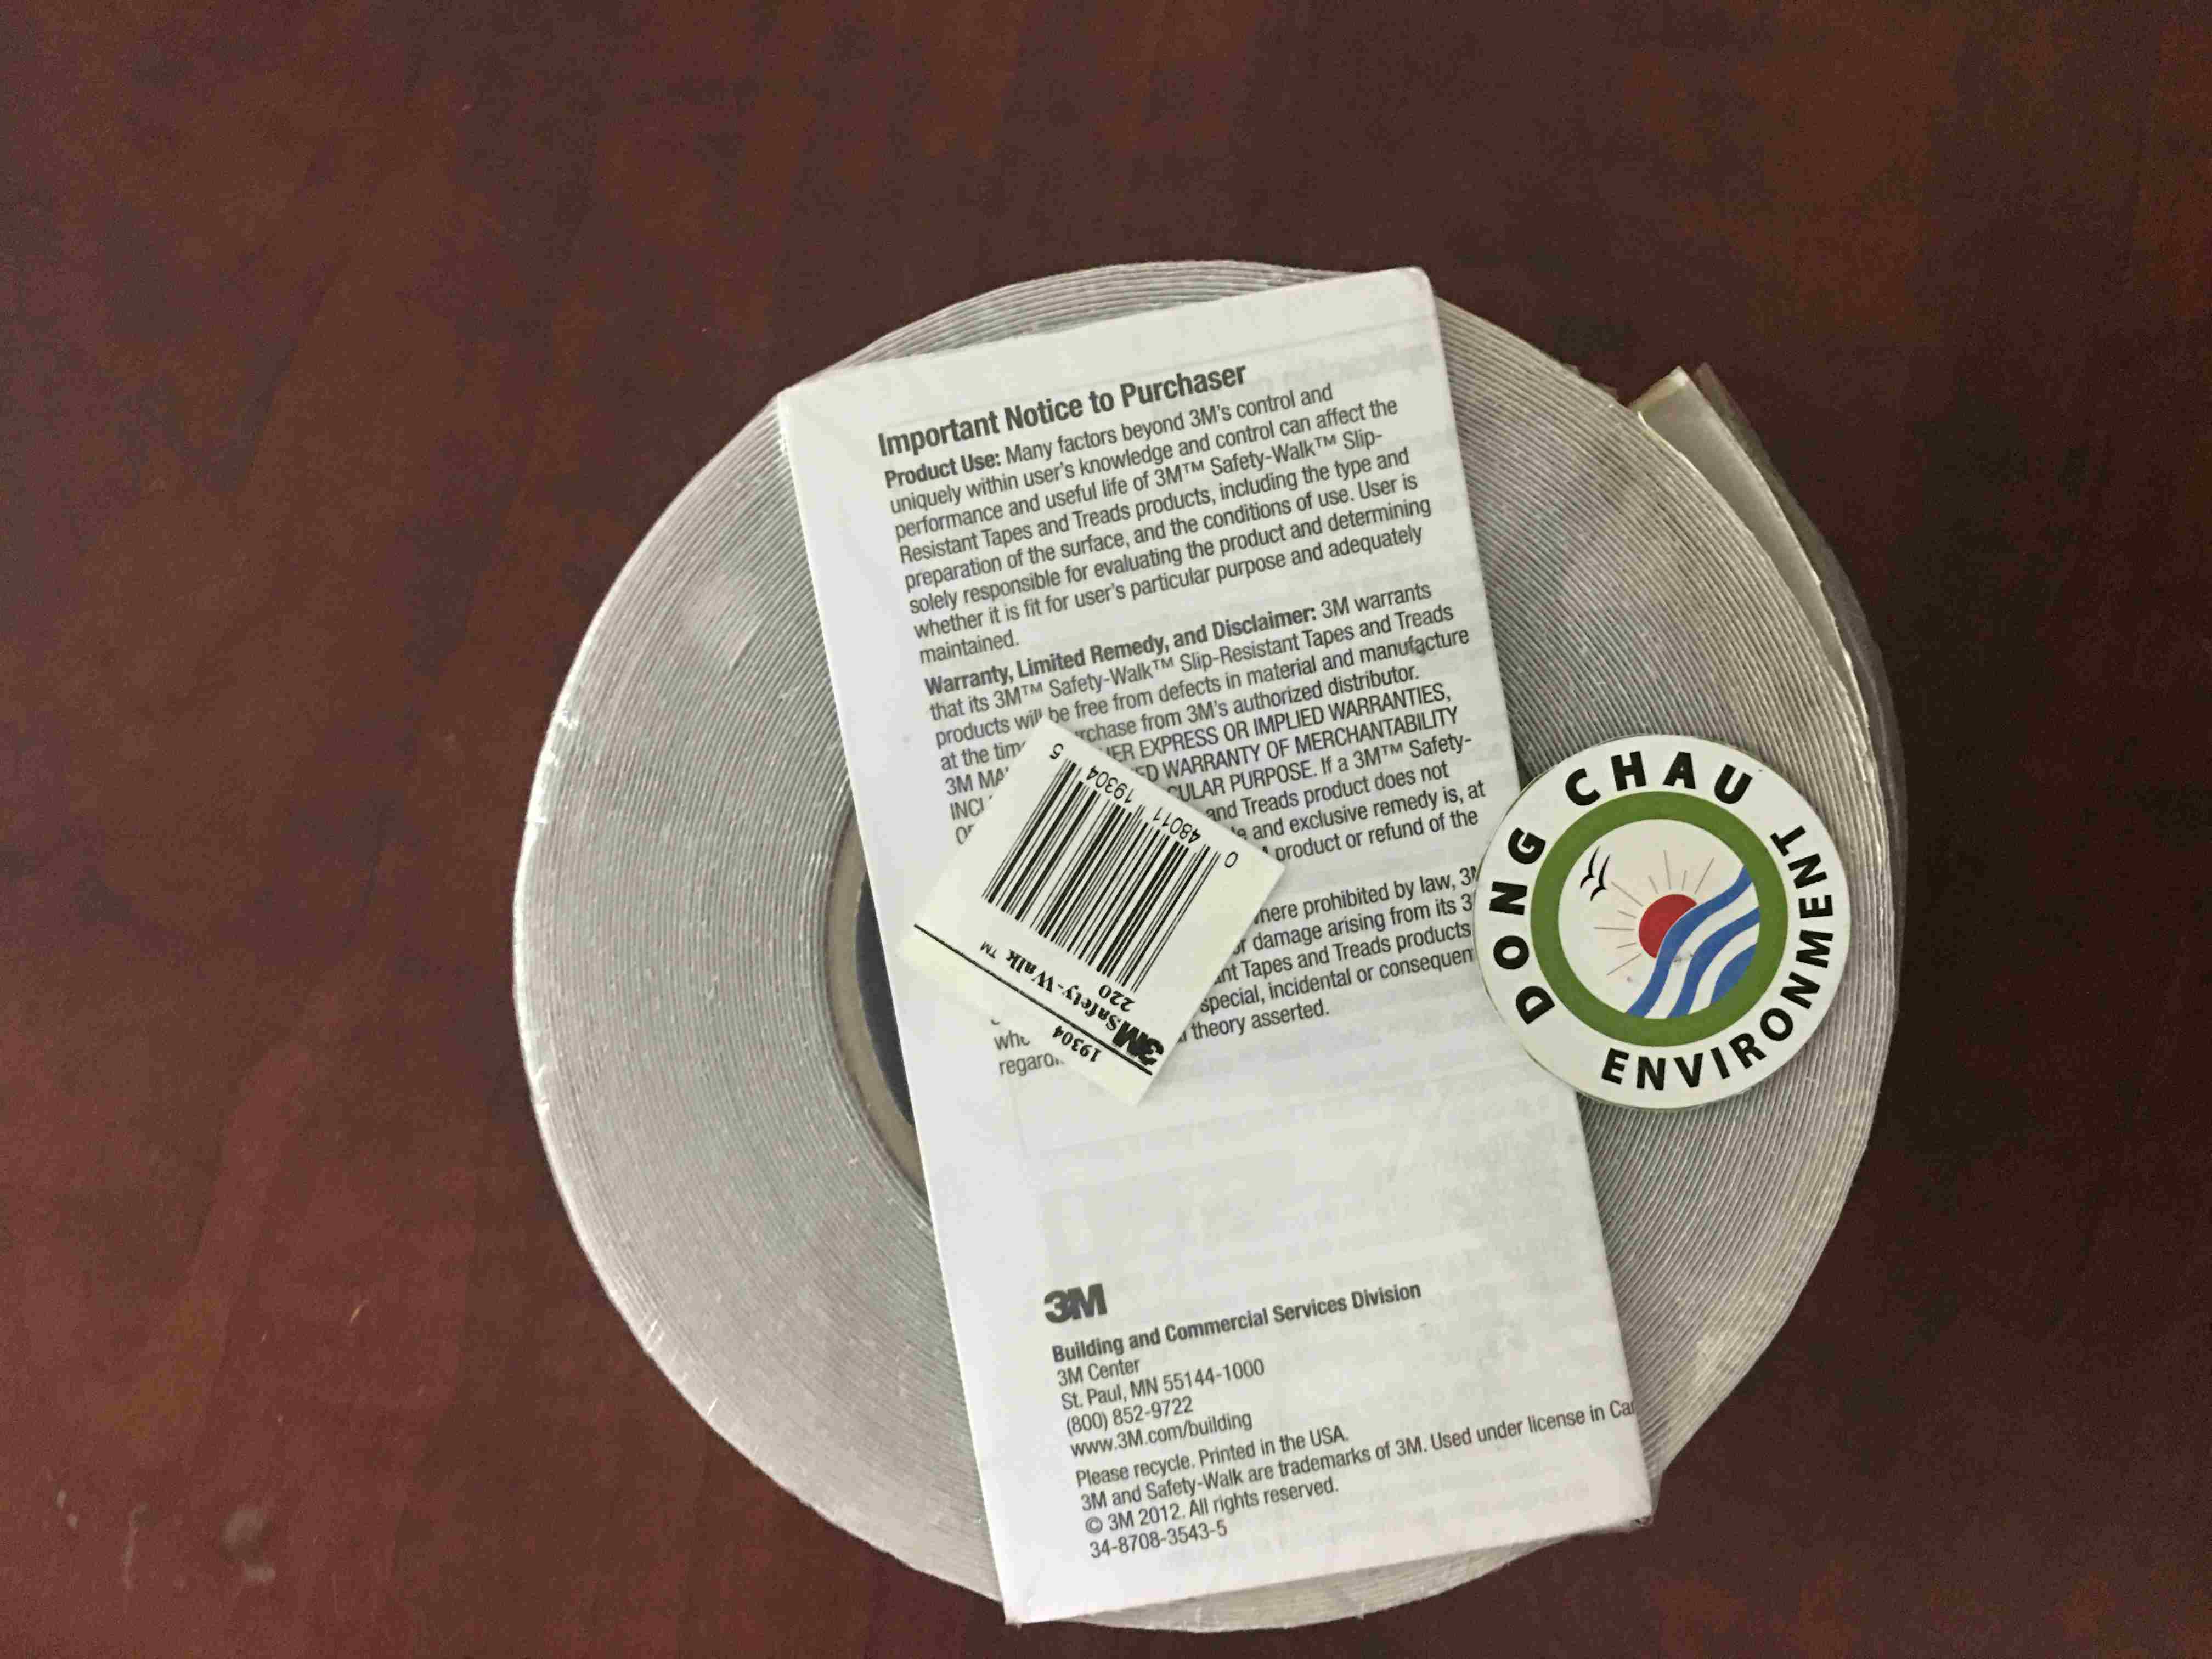 Important Notice to Purchaser
Product Use: Many factors beyond 3M's control and
uniquely within user's knowledge and control can affect the
performance and useful life of 3M™ Safety-Walk™ Slip-
Resistant Tapes and Treads products, including the type and
preparation of the surface, and the conditions of use. User is
solely responsible for evaluating the product and determining
whether it is fit for user's particular purpose and adequately
maintained.
Warranty, Limited Remedy, and Disclaimer: 3M warrants
that its 3M™ Safety-Walk™ Slip-Resistant Tapes and Treads
products will be free from defects in material and manufacture
at the time rchase from 3M's authorized distributor.
3M MA ER EXPRESS OR IMPLIED WARRANTIES,
INCL ED WARRANTY OF MERCHANTABILITY
OR CULAR PURPOSE. If a 3M™ Safety-
and Treads product does not
and exclusive remedy is, at
product or refund of the
here prohibited by law, 3M
damage arising from its 3
nt Tapes and Treads products
special, incidental or consequen
theory asserted.
regard
0 48011 19304 5
3M Safety-Walk™
220
19304
DONG CHAU
ENVIRONMENT
3M
Building and Commercial Services Division
3M Center
St. Paul, MN 55144-1000
(800) 852-9722
www.3M.com/building
Please recycle. Printed in the USA.
3M and Safety-Walk are trademarks of 3M. Used under license in Ca
© 3M 2012. All rights reserved.
34-8708-3543-5